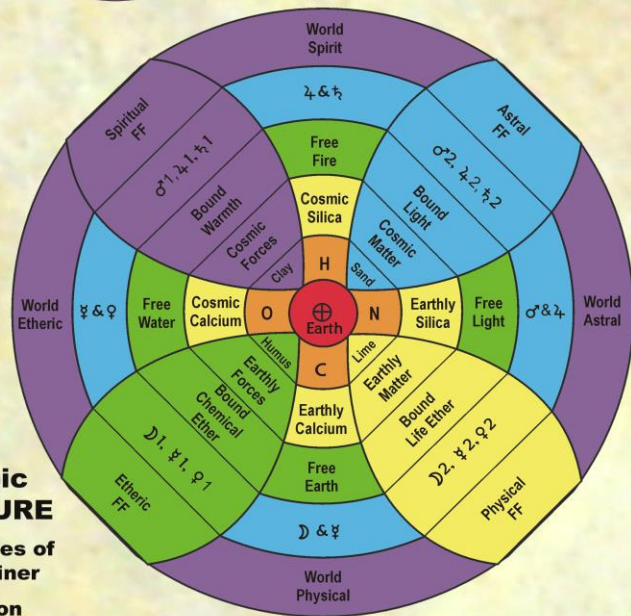 World
Spirit
♃&♄
Free
Fire
Cosmic
Silica
H
Spiritual
FF
♂1, ♃1, ♄1
Bound
Warmth
Cosmic
Forces
Clay
Astral
FF
♂2, ♃2, ♄2
Bound
Light
Cosmic
Matter
Sand
World
Etheric
☿&♀
Free
Water
Cosmic
Calcium
O
⊕
Earth
N
Earthly
Silica
Free
Light
♂&♃
World
Astral
Humus
Earthly
Forces
Bound
Chemical
Ether
☽1, ☿1, ♀1
Etheric
FF
Lime
Earthly
Matter
Bound
Life Ether
☽2, ☿2, ♀2
Physical
FF
C
Earthly
Calcium
Free
Earth
☽&☿
World
Physical
ic
URE
es of
iner
on